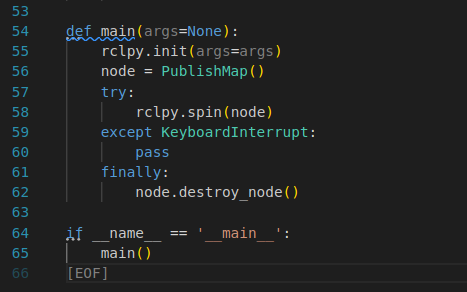 53
54 def main(args=None):
55     rclpy.init(args=args)
56     node = PublishMap()
57     try:
58         rclpy.spin(node)
59     except KeyboardInterrupt:
60         pass
61     finally:
62         node.destroy_node()
63
64 if __name__ == '__main__':
65     main()
66 [EOF]